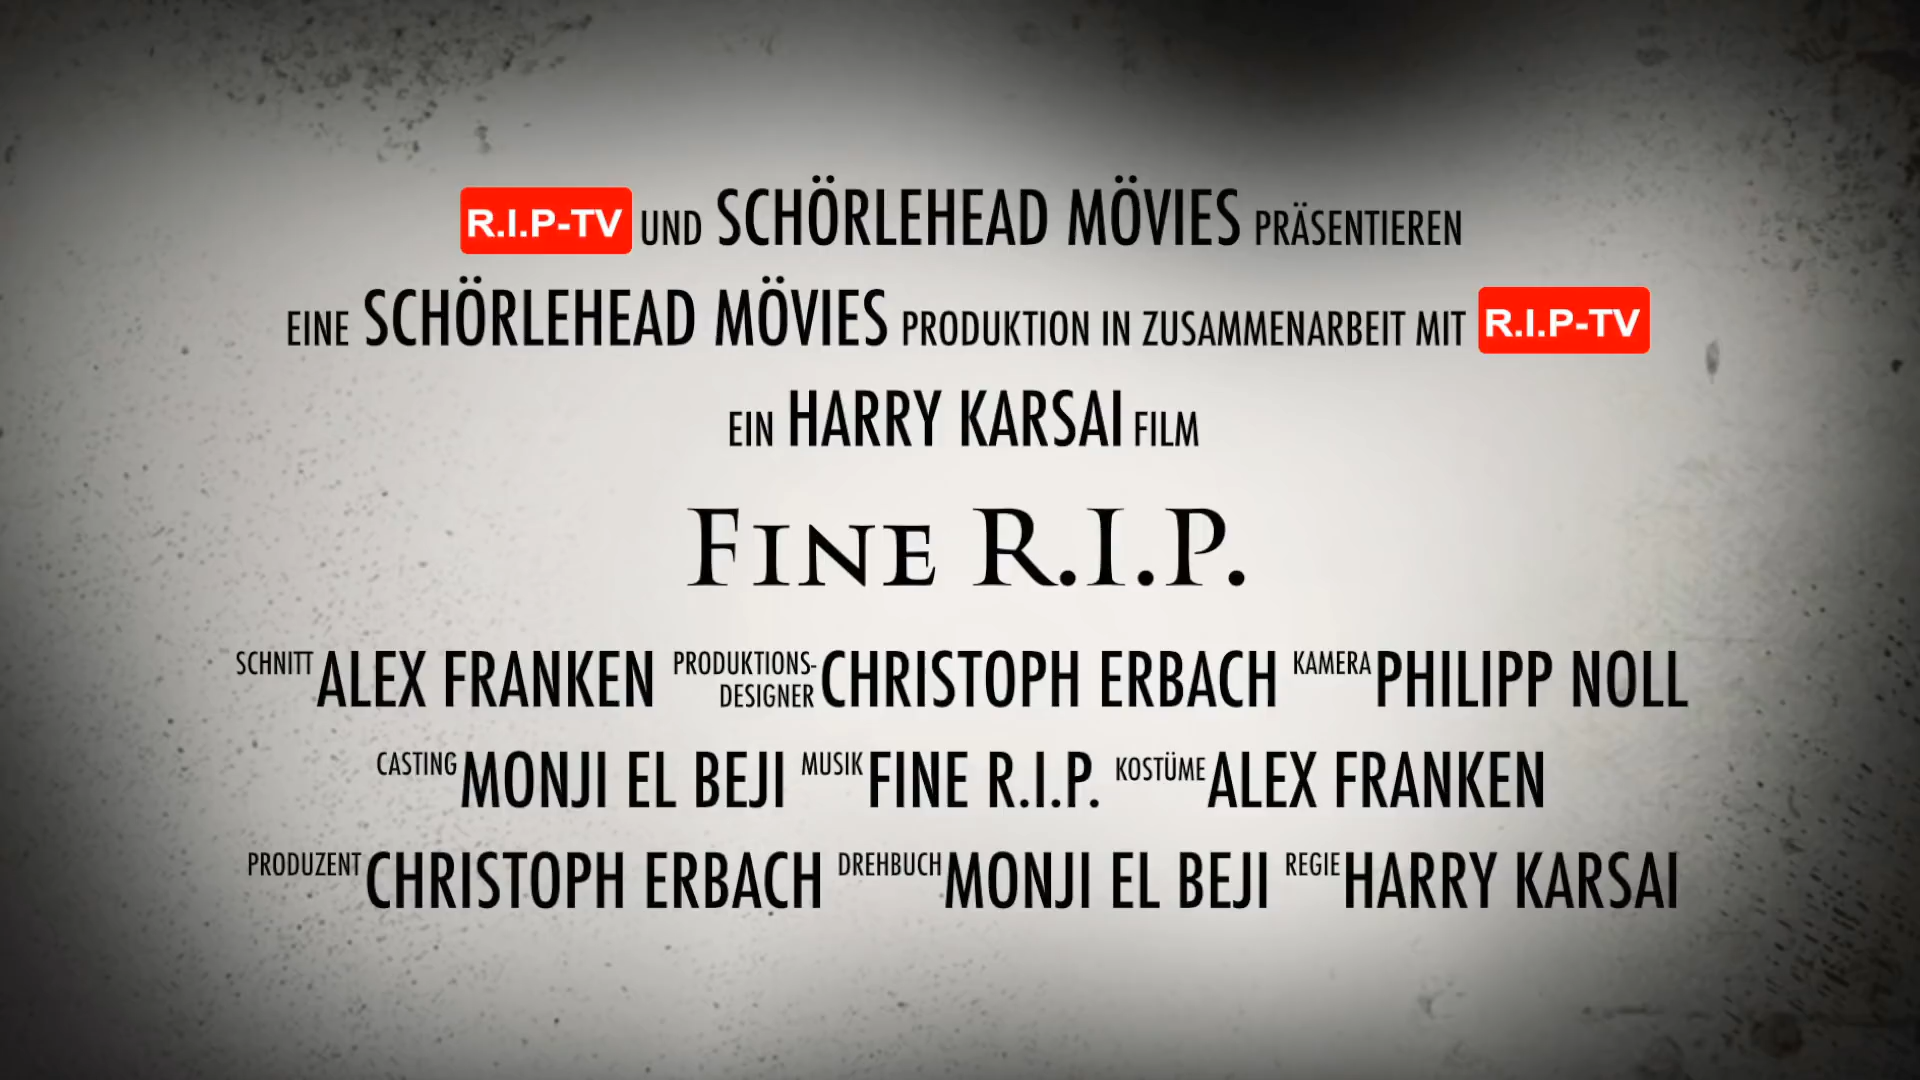 R.I.P-TV UND SCHÖRLEHEAD MÖVIES PRÄSENTIEREN
EINE SCHÖRLEHEAD MÖVIES PRODUKTION IN ZUSAMMENARBEIT MIT R.I.P-TV
EIN HARRY KARSAI FILM
FINE R.I.P.
SCHNITT ALEX FRANKEN PRODUKTIONS-DESIGNER CHRISTOPH ERBACH KAMERA PHILIPP NOLL
CASTING MONJI EL BEJI MUSIK FINE R.I.P. KOSTÜME ALEX FRANKEN
PRODUZENT CHRISTOPH ERBACH DREHBUCH MONJI EL BEJI REGIE HARRY KARSAI